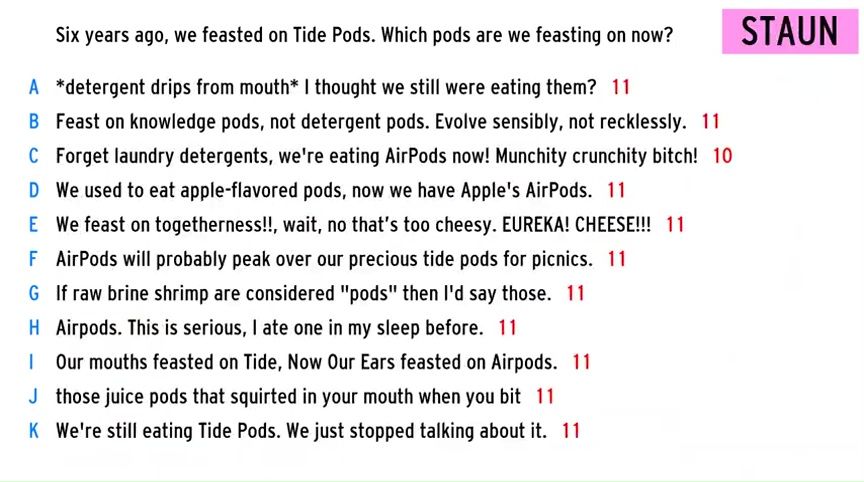 Six years ago, we feasted on Tide Pods. Which pods are we feasting on now?
STAUN
A *detergent drips from mouth* I thought we still were eating them? 11
B Feast on knowledge pods, not detergent pods. Evolve sensibly, not recklessly. 11
C Forget laundry detergents, we're eating AirPods now! Munchity crunchity bitch! 10
D We used to eat apple-flavored pods, now we have Apple's AirPods. 11
E We feast on togetherness!!, wait, no that's too cheesy. EUREKA! CHEESE!!! 11
F AirPods will probably peak over our precious tide pods for picnics. 11
G If raw brine shrimp are considered "pods" then I'd say those. 11
H Airpods. This is serious, I ate one in my sleep before. 11
I Our mouths feasted on Tide, Now Our Ears feasted on Airpods. 11
J those juice pods that squirted in your mouth when you bit 11
K We're still eating Tide Pods. We just stopped talking about it. 11